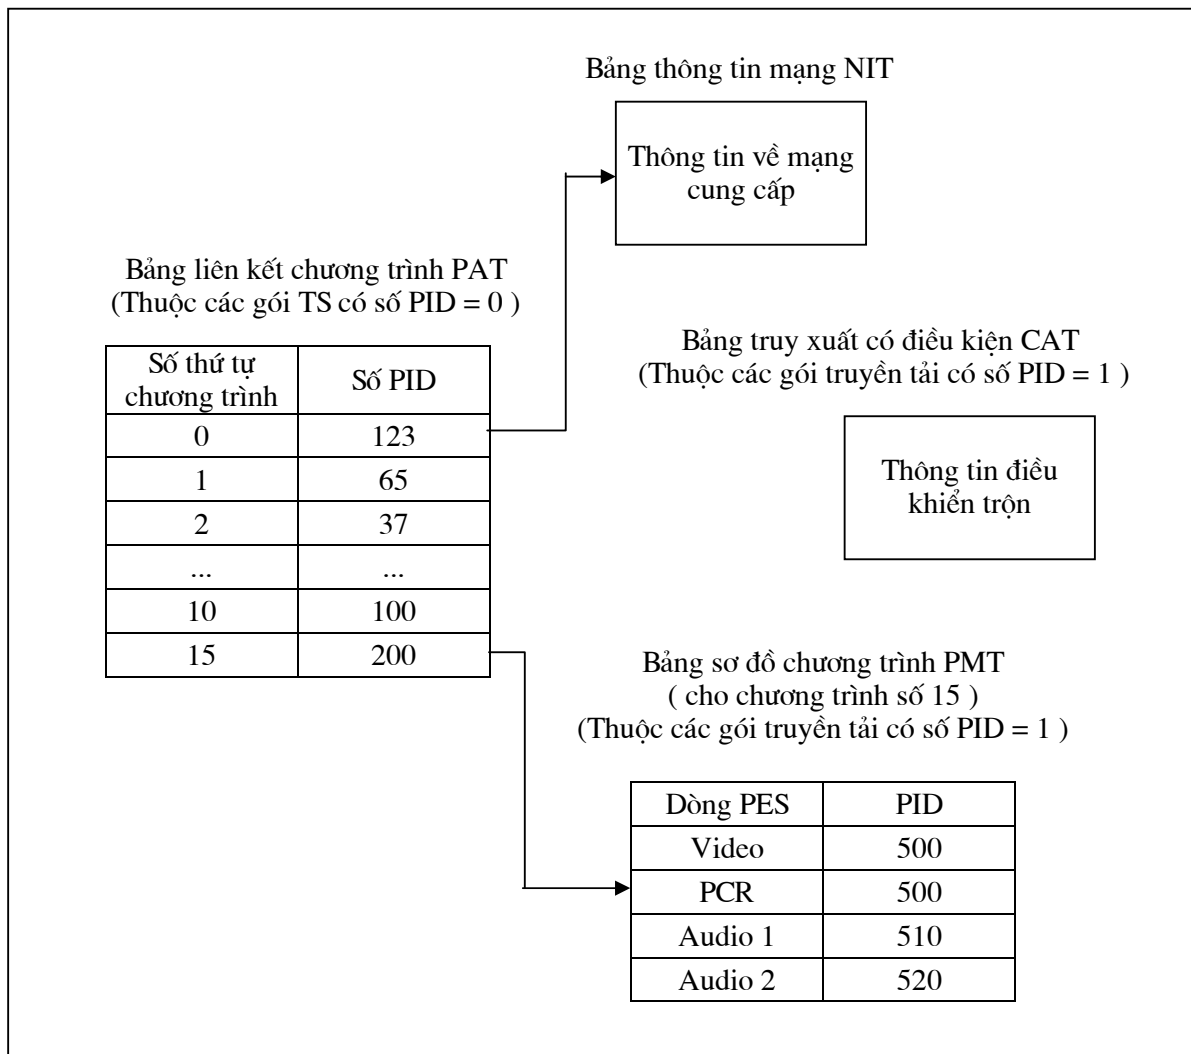 Bảng thông tin mạng NIT
Thông tin về mạng
cung cấp
Bảng liên kết chương trình PAT
(Thuộc các gói TS có số PID = 0 )
Số thứ tự
chương trình
Số PID
0 123
1 65
2 37
... ...
10 100
15 200
Bảng truy xuất có điều kiện CAT
(Thuộc các gói truyền tải có số PID = 1 )
Thông tin điều
khiển trộn
Bảng sơ đồ chương trình PMT
( cho chương trình số 15 )
(Thuộc các gói truyền tải có số PID = 1 )
Dòng PES PID
Video 500
PCR 500
Audio 1 510
Audio 2 520